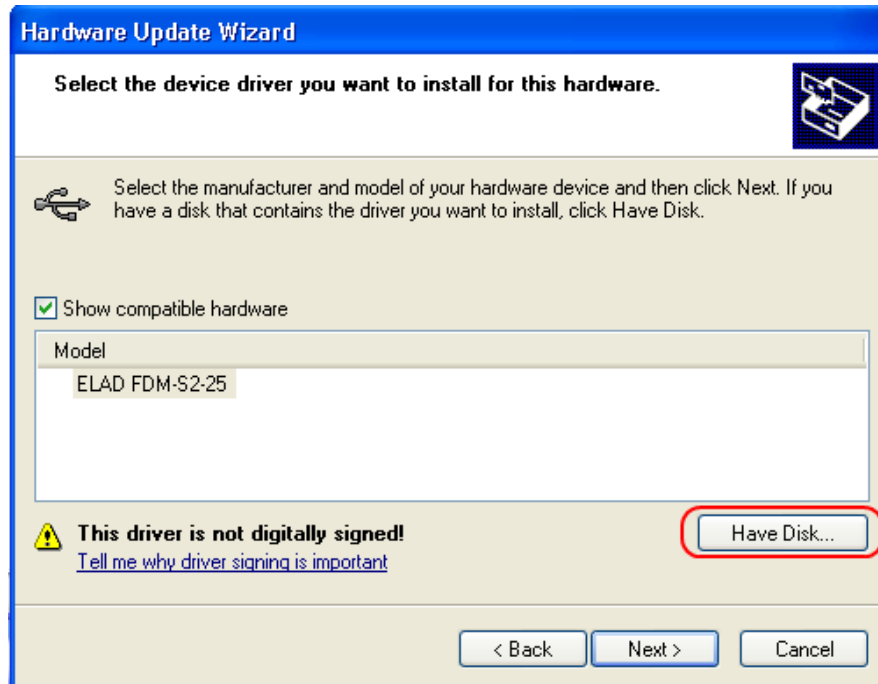 Hardware Update Wizard
Select the device driver you want to install for this hardware.
Select the manufacturer and model of your hardware device and then click Next. If you
have a disk that contains the driver you want to install, click Have Disk.
Show compatible hardware
Model
ELAD FDM-S2-25
This driver is not digitally signed!
Have Disk...
Tell me why driver signing is important
< Back
Next >
Cancel